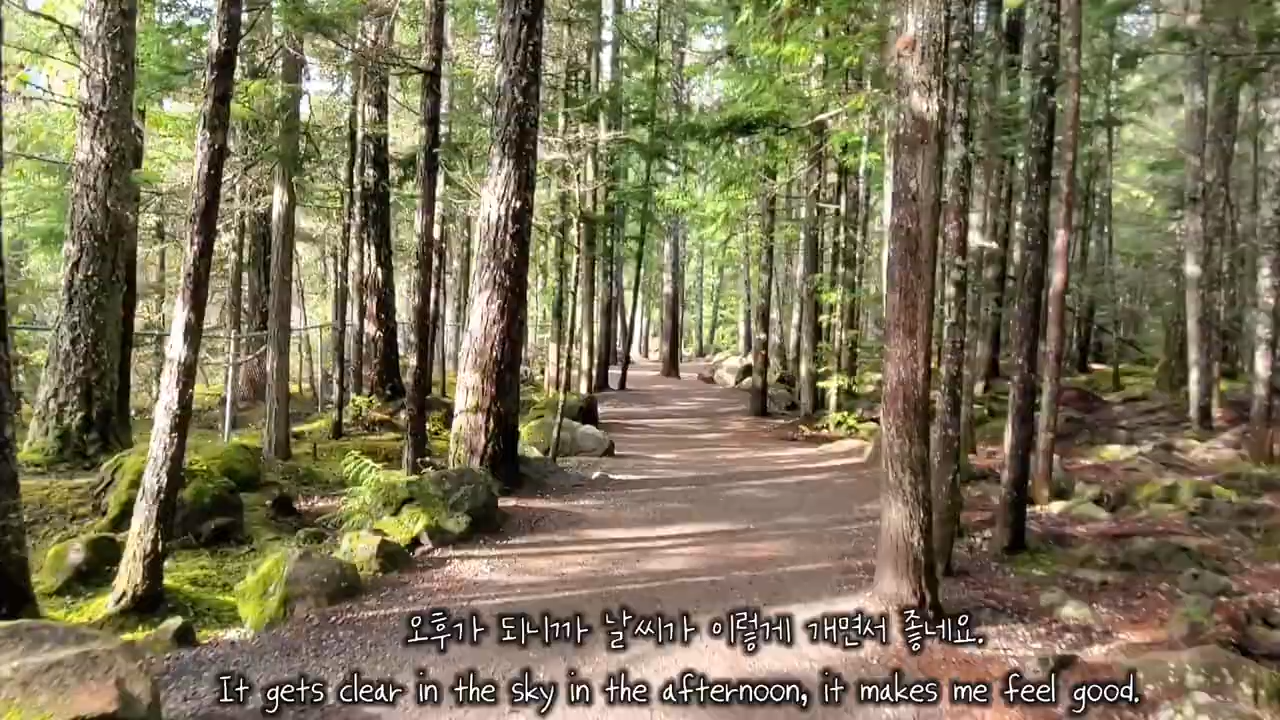 오후가 되니까 날씨가 이렇게 개면서 좋네요.
It gets clear in the sky in the afternoon, it makes me feel good.